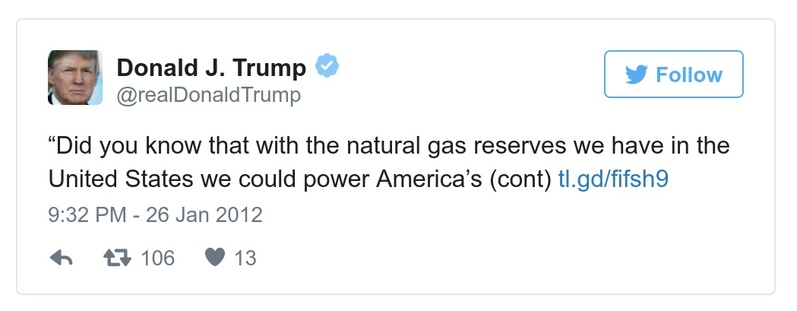 Donald J. Trump
@realDonaldTrump
Follow
“Did you know that with the natural gas reserves we have in the
United States we could power America’s (cont) tl.gd/fifsh9
9:32 PM - 26 Jan 2012
106 13